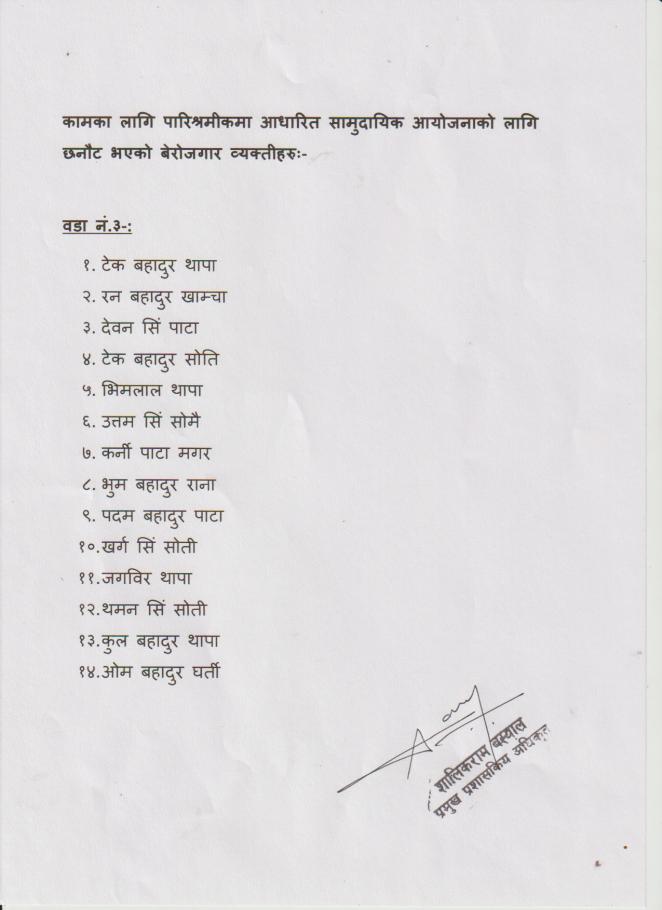 कामका लागि पारिश्रमीकमा आधारित सामुदायिक आयोजनाको लागि
छनौट भएको बेरोजगार व्यक्तीहरुः-
वडा नं.३-:
१. टेक बहादुर थापा
२. रन बहादुर खाम्चा
३. देवन सिं पाटा
४. टेक बहादुर सोति
५. भिमलाल थापा
६. उत्तम सिं सोमै
७. कर्नी पाटा मगर
८. भुम बहादुर राना
९. पदम बहादुर पाटा
१०.खर्ग सिं सोती
११.जगविर थापा
१२.थमन सिं सोती
१३.कुल बहादुर थापा
१४.ओम बहादुर घर्ती
शालिकराम बस्याल
प्रमुख प्रशासकिय अधिकृत